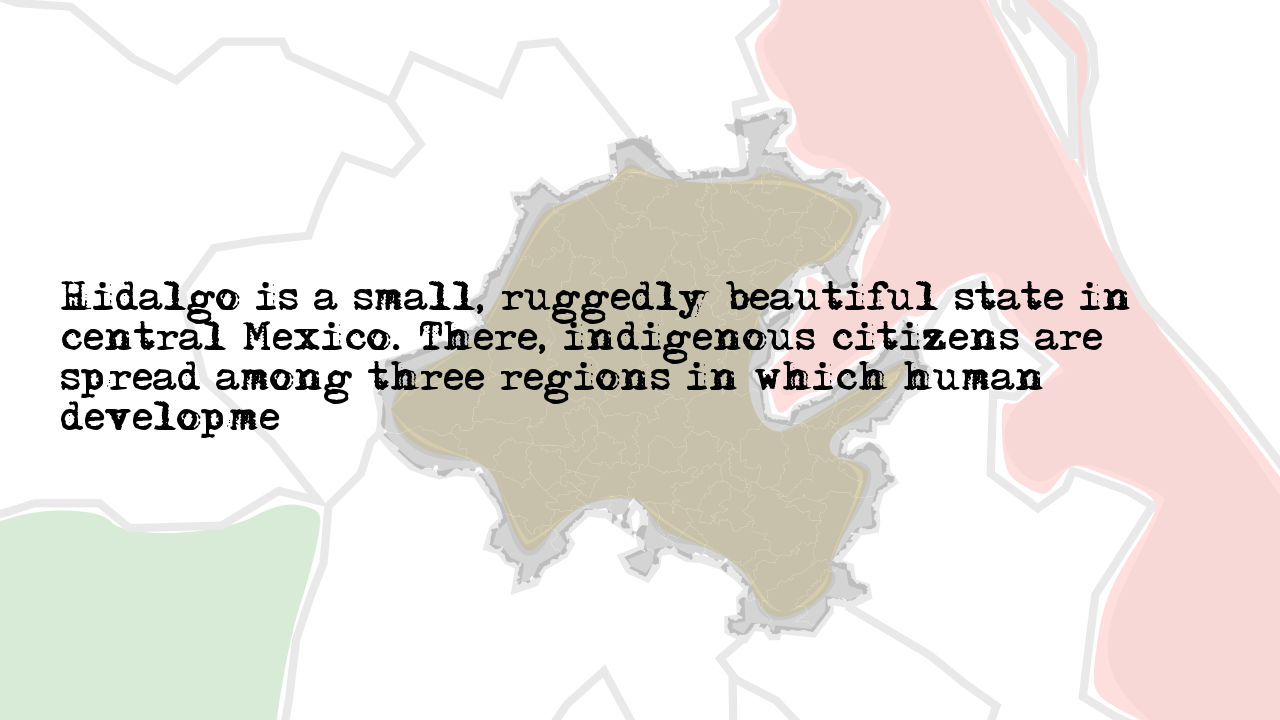 Hidalgo is a small, ruggedly beautiful state in
central Mexico. There, indigenous citizens are
spread among three regions in which human
developme